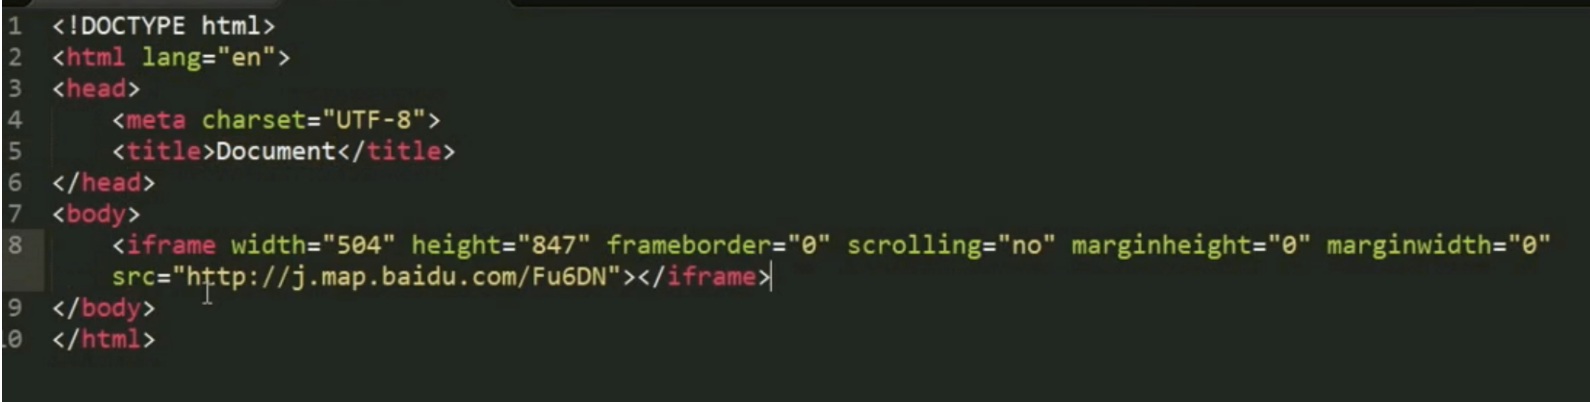 1 <!DOCTYPE html>
2 <html lang="en">
3 <head>
4     <meta charset="UTF-8">
5     <title>Document</title>
6 </head>
7 <body>
8     <iframe width="504" height="847" frameborder="0" scrolling="no" marginheight="0" marginwidth="0"
    src="http://j.map.baidu.com/Fu6DN"></iframe>
9 </body>
10 </html>